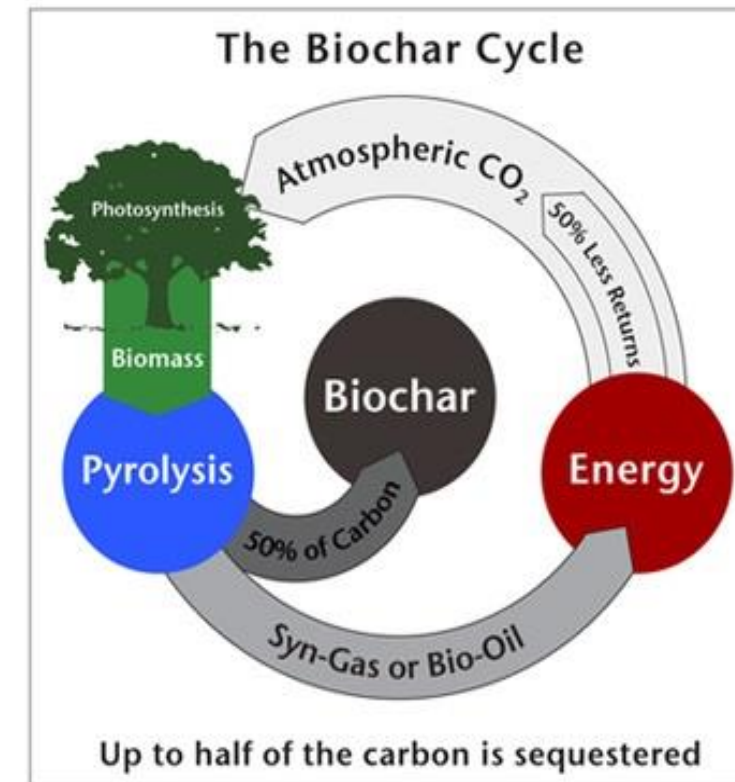 The Biochar Cycle
Atmospheric CO₂
Photosynthesis
50% Less Returns
Biomass
Biochar
Pyrolysis
Energy
50% of Carbon
Syn-Gas or Bio-Oil
Up to half of the carbon is sequestered